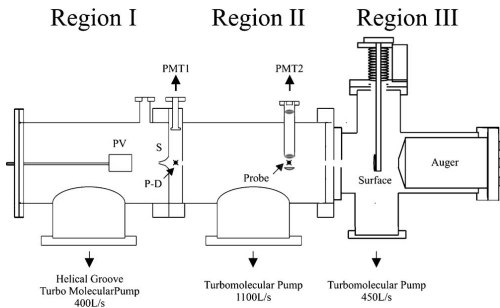 Region I
Region II
Region III
PMT1
PMT2
PV
S
P-D
Probe
Surface
Auger
Helical Groove
Turbo MolecularPump
400L/s
Turbomolecular Pump
1100L/s
Turbomolecular Pump
450L/s